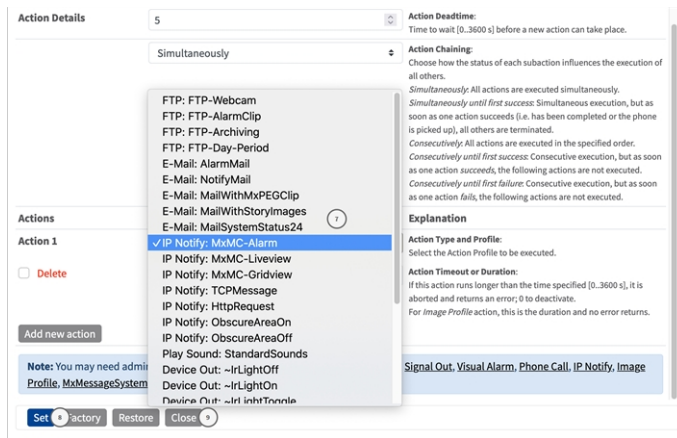 Action Details
5
Action Deadtime:
Time to wait [0..3600 s] before a new action can take place.
Simultaneously
Action Chaining:
Choose how the status of each subaction influences the execution of
all others.
Simultaneously: All actions are executed simultaneously.
Simultaneously until first success: Simultaneous execution, but as
soon as one action succeeds (i.e. has been completed or the phone
is picked up), all others are terminated.
Consecutively: All actions are executed in the specified order.
Consecutively until first success: Consecutive execution, but as soon
as one action succeeds, the following actions are not executed.
Consecutively until first failure: Consecutive execution, but as soon
as one action fails, the following actions are not executed.
FTP: FTP-Webcam
FTP: FTP-AlarmClip
FTP: FTP-Archiving
FTP: FTP-Day-Period
E-Mail: AlarmMail
E-Mail: NotifyMail
E-Mail: MailWithMxPEGClip
E-Mail: MailWithStoryImages
E-Mail: MailSystemStatus24
7
✓IP Notify: MxMC-Alarm
IP Notify: MxMC-Liveview
IP Notify: MxMC-Gridview
IP Notify: TCPMessage
IP Notify: HttpRequest
IP Notify: ObscureAreaOn
IP Notify: ObscureAreaOff
Play Sound: StandardSounds
Device Out: ~IrLightOff
Device Out: ~IrLightOn
Device Out: ~IrLightToggle
Actions
Explanation
Action 1
Delete
Action Type and Profile:
Select the Action Profile to be executed.
Action Timeout or Duration:
If this action runs longer than the time specified [0..3600 s], it is
aborted and returns an error; 0 to deactivate.
For Image Profile action, this is the duration and no error returns.
Add new action
Note: You may need admi Signal Out, Visual Alarm, Phone Call, IP Notify, Image
Profile, MxMessageSystem
Set 8 actory Restore Close 9